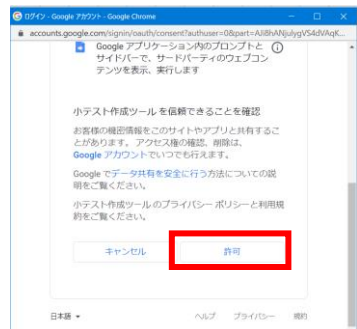 ログイン - Google アカウント - Google Chrome
accounts.google.com/signin/oauth/consent?authuser=0&part=AJi8hANjulygVS4dVAqK...
Google アプリケーション内のプロンプトと
サイドバーで、サードパーティのウェブコン
テンツを表示、実行します
小テスト作成ツール を信頼できることを確認
お客様の機密情報をこのサイトやアプリと共有するこ
とがあります。 アクセス権の確認、削除は、
Google アカウントでいつでも行えます。
Google でデータ共有を安全に行う方法についての説
明をご覧ください。
小テスト作成ツール のプライバシー ポリシーと利用規
約をご覧ください。
キャンセル 許可
日本語 ヘルプ プライバシー 規約